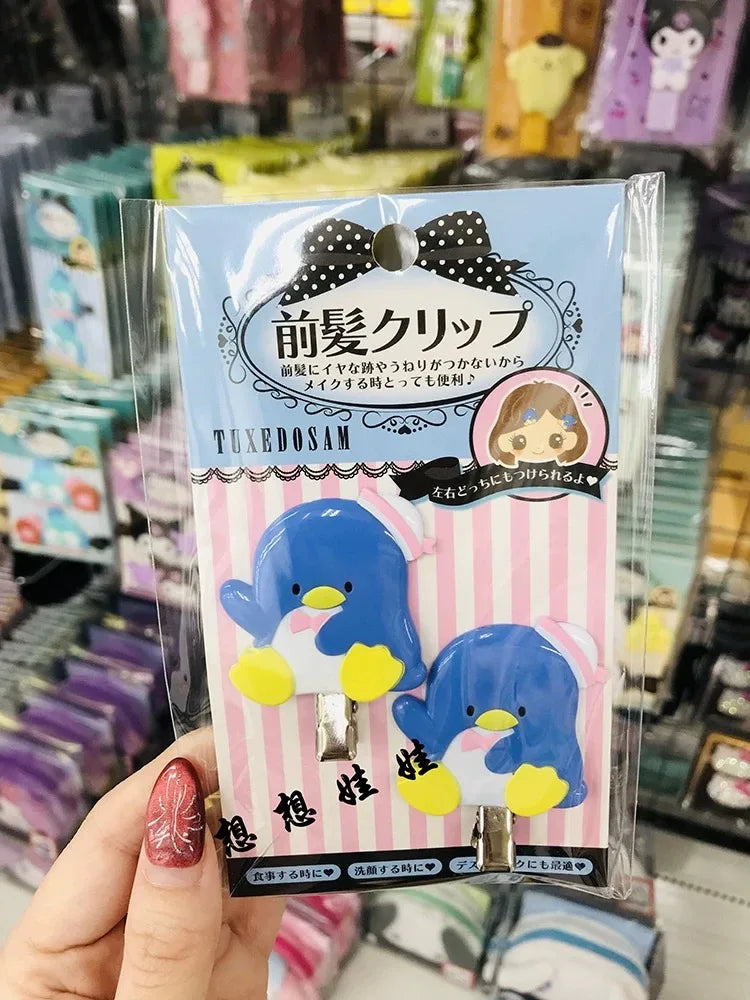 前髪クリップ
前髪にイヤな跡やうねりがつかないから
メイクする時とっても便利♪
TUXEDOSAM
左右どっちにもつけられるよ♥
想想娃娃
食事する時に♥ 洗顔する時に♥ デスクにも最適♥